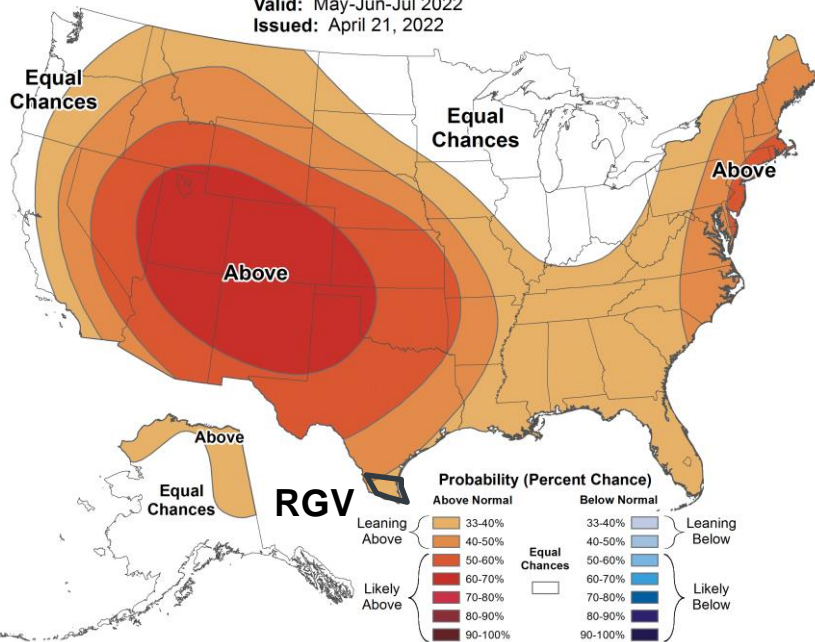 Valid: May-Jun-Jul 2022
Issued: April 21, 2022
Equal
Chances
Equal
Chances
Above
Above
Above
Equal
Chances
RGV
Probability (Percent Chance)
Above Normal
Below Normal
Leaning
Above
33-40%
40-50%
Likely
Above
50-60%
60-70%
70-80%
80-90%
90-100%
Equal
Chances
33-40%
40-50%
Leaning
Below
50-60%
60-70%
70-80%
80-90%
90-100%
Likely
Below